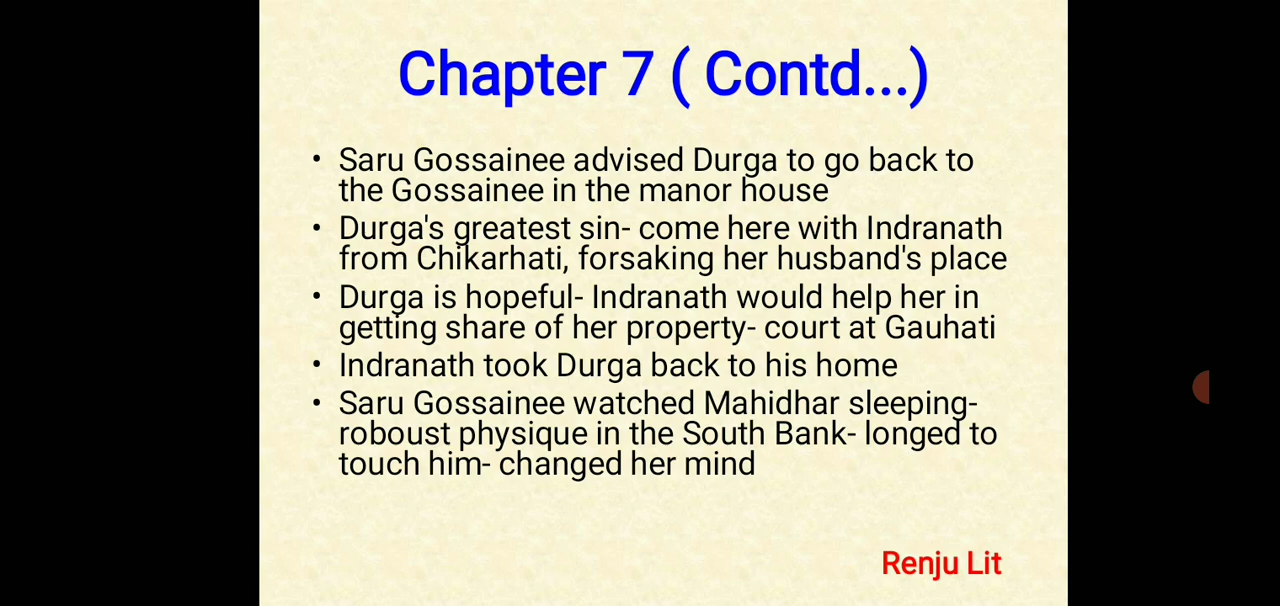 Chapter 7 ( Contd...)
• Saru Gossainee advised Durga to go back to
the Gossainee in the manor house
• Durga's greatest sin- come here with Indranath
from Chikarhati, forsaking her husband's place
• Durga is hopeful- Indranath would help her in
getting share of her property- court at Gauhati
• Indranath took Durga back to his home
• Saru Gossainee watched Mahidhar sleeping-
roboust physique in the South Bank- longed to
touch him- changed her mind
Renju Lit